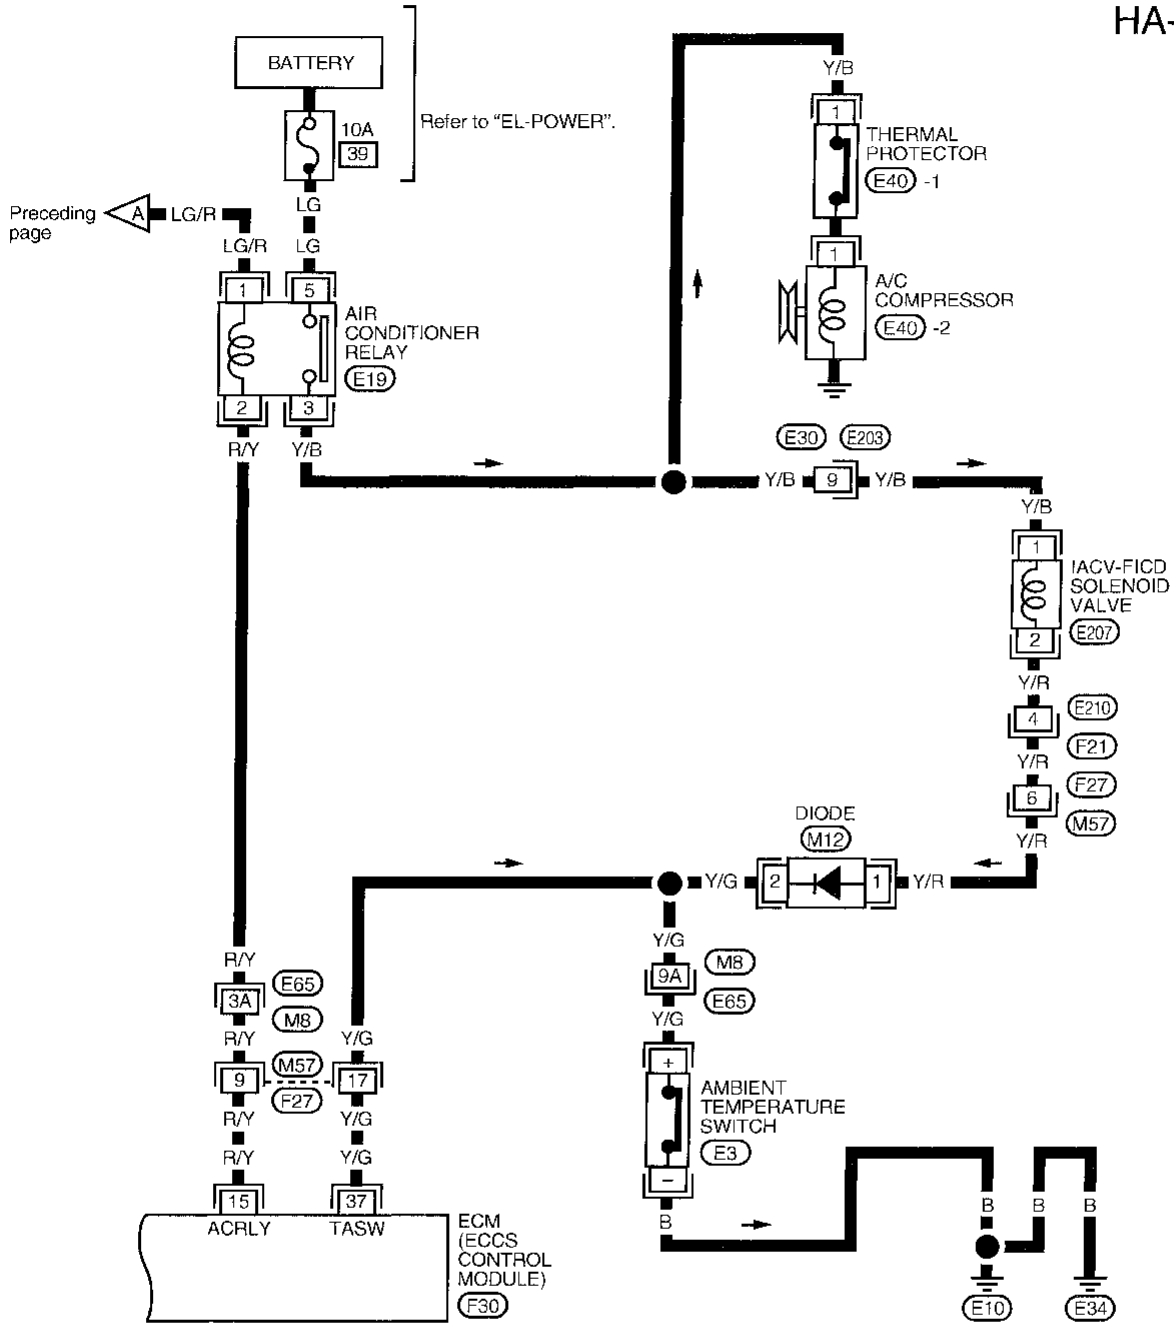 HA-
BATTERY
10A
39
Refer to “EL-POWER”.
Preceding
page
A
LG/R
LG
LG/R
LG
1
5
AIR
CONDITIONER
RELAY
E19
2
3
R/Y
Y/B
Y/B
1
THERMAL
PROTECTOR
E40 -1
1
A/C
COMPRESSOR
E40 -2
E30
E203
Y/B
9
Y/B
Y/B
1
IACV-FICD
SOLENOID
VALVE
E207
2
Y/R
4
E210
F21
Y/R
6
F27
M57
Y/R
DIODE
M12
Y/G
2
1
Y/R
Y/G
9A
M8
E65
Y/G
+
AMBIENT
TEMPERATURE
SWITCH
E3
−
B
R/Y
3A
E65
M8
R/Y
Y/G
9
M57
F27
17
R/Y
Y/G
R/Y
Y/G
15
37
ACRLY
TASW
ECM
(ECCS
CONTROL
MODULE)
F30
B
B
B
E10
E34